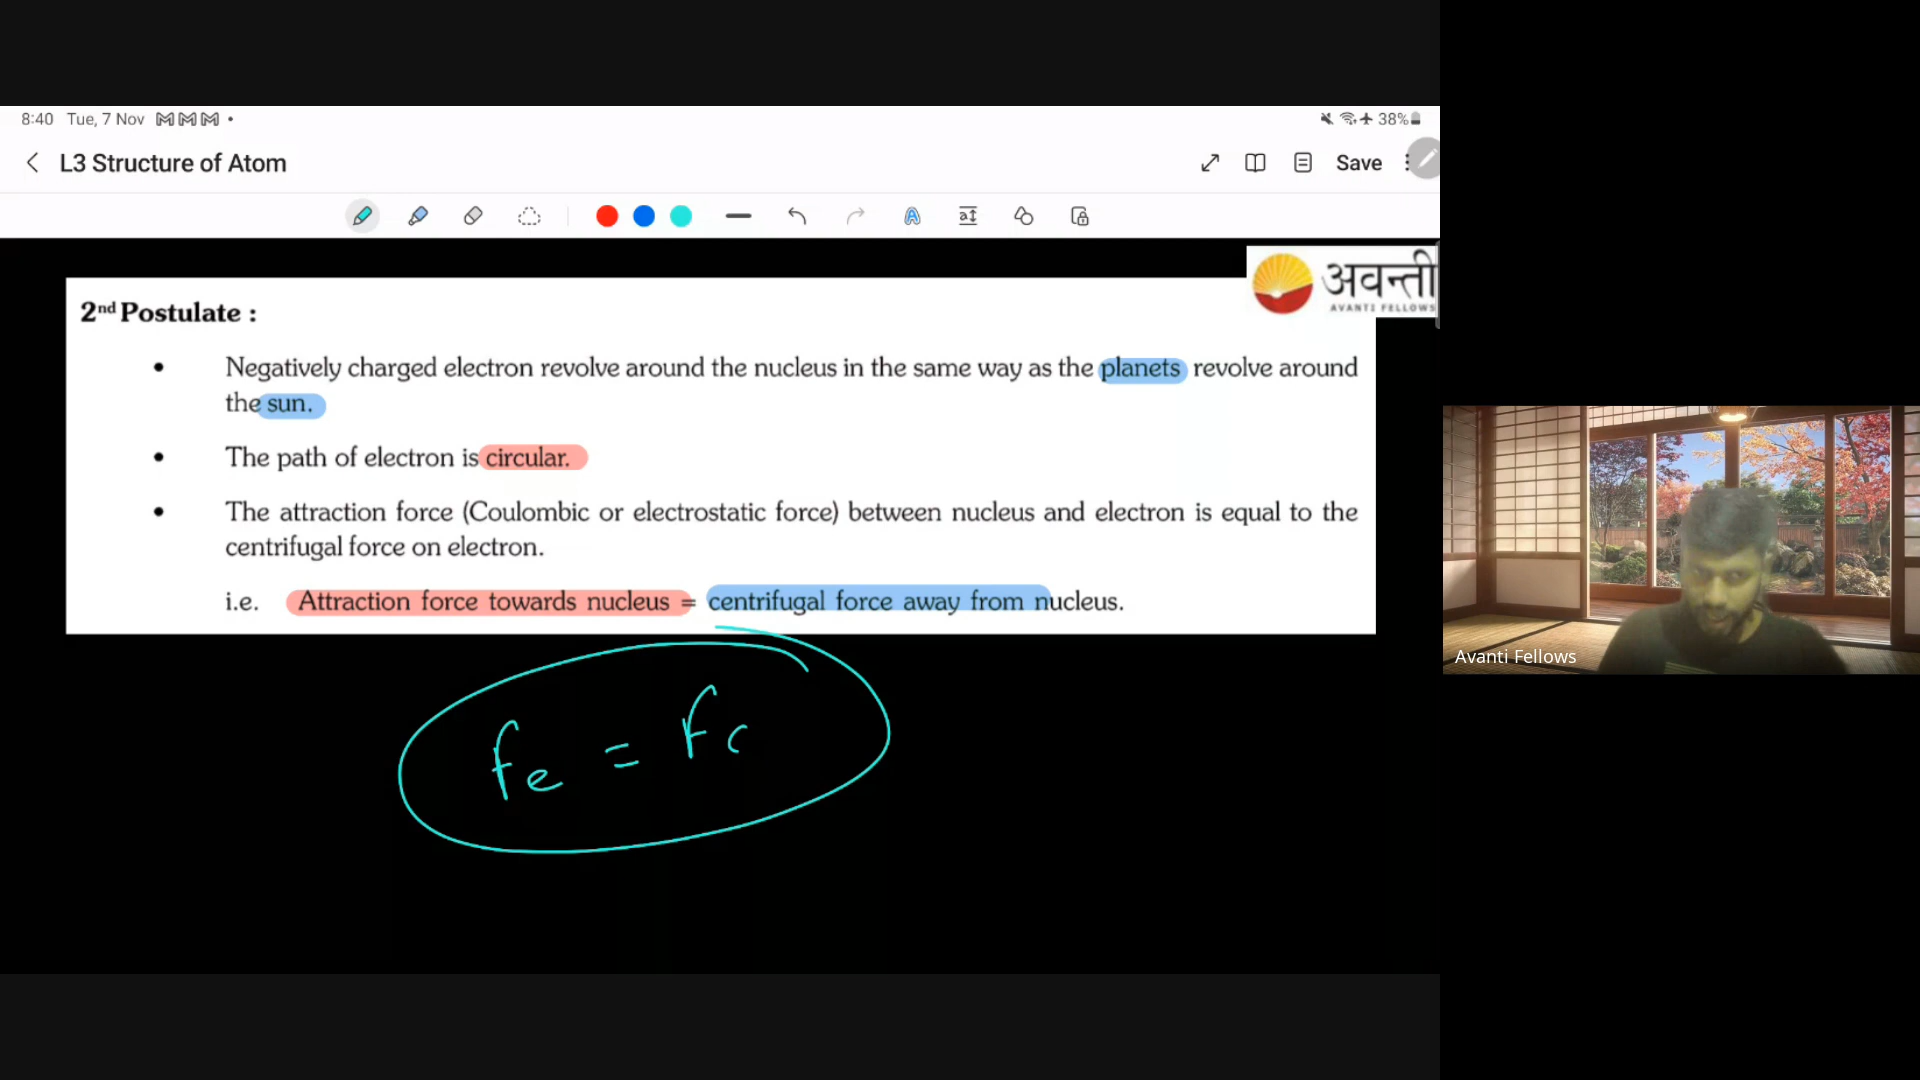 8:40 Tue, 7 Nov
38%
L3 Structure of Atom
Save
अवन्ती
AVANTI FELLOWS
2nd Postulate :
• Negatively charged electron revolve around the nucleus in the same way as the planets revolve around
the sun.
• The path of electron is circular.
• The attraction force (Coulombic or electrostatic force) between nucleus and electron is equal to the
centrifugal force on electron.
i.e. Attraction force towards nucleus = centrifugal force away from nucleus.
fe = Fc
Avanti Fellows